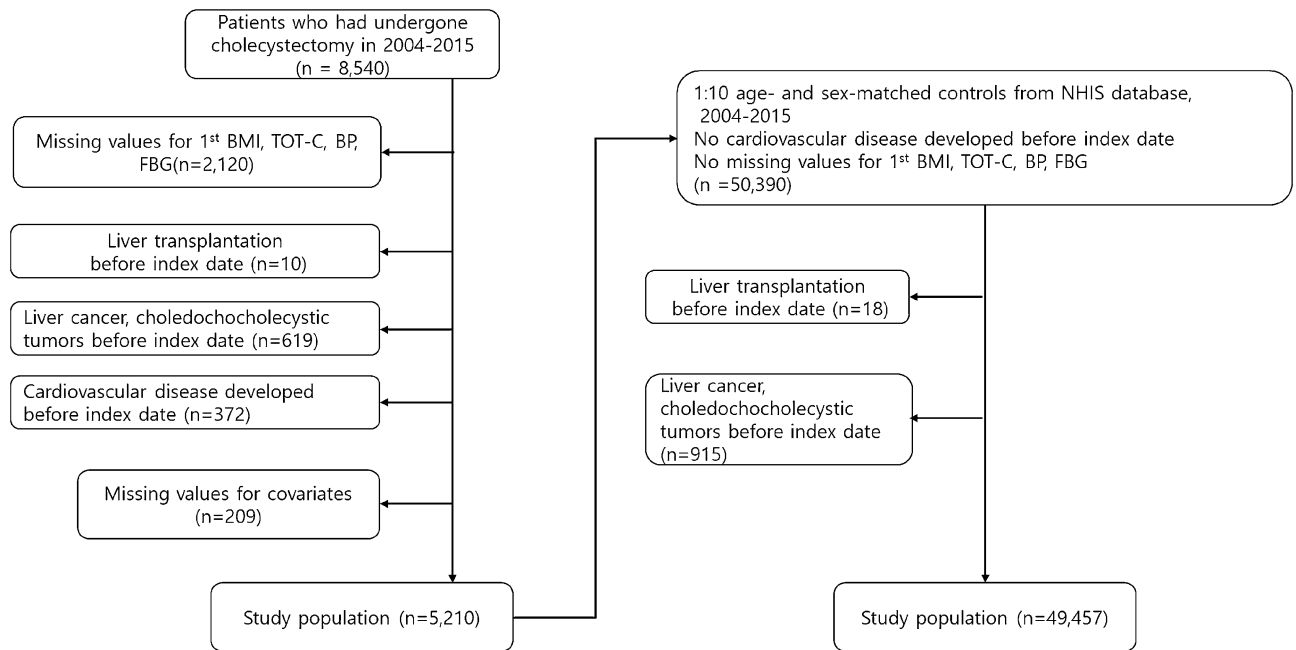 Patients who had undergone
cholecystectomy in 2004-2015
(n = 8,540)
Missing values for 1st BMI, TOT-C, BP,
FBG(n=2,120)
Liver transplantation
before index date (n=10)
Liver cancer, choledochocholecystic
tumors before index date (n=619)
Cardiovascular disease developed
before index date (n=372)
Missing values for covariates
(n=209)
Study population (n=5,210)
1:10 age- and sex-matched controls from NHIS database,
2004-2015
No cardiovascular disease developed before index date
No missing values for 1st BMI, TOT-C, BP, FBG
(n =50,390)
Liver transplantation
before index date (n=18)
Liver cancer,
choledochocholecystic
tumors before index date
(n=915)
Study population (n=49,457)